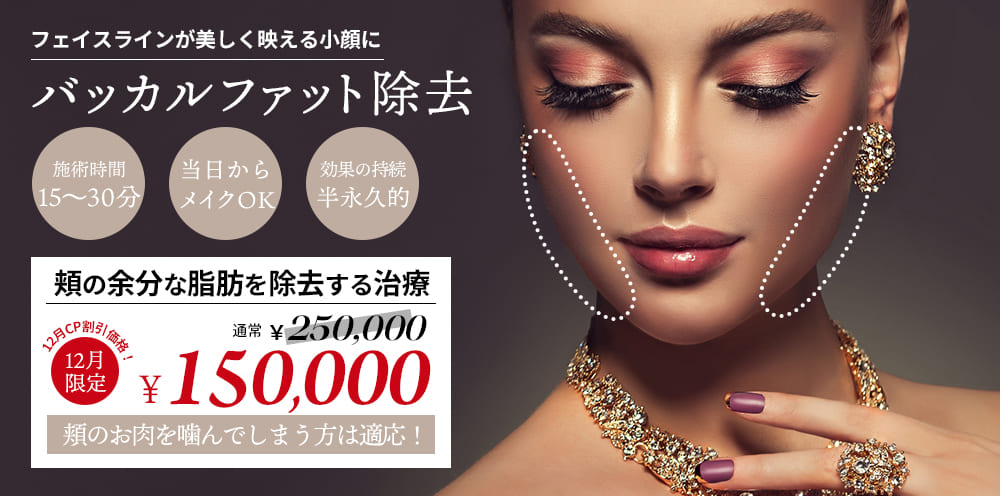 フェイスラインが美しく映える小顔に
バッカルファット除去
施術時間
15〜30分
当日から
メイクOK
効果の持続
半永久的
頬の余分な脂肪を除去する治療
12月CP割引価格！
12月
限定
通常 ¥250,000
¥150,000
頬のお肉を噛んでしまう方は適応！